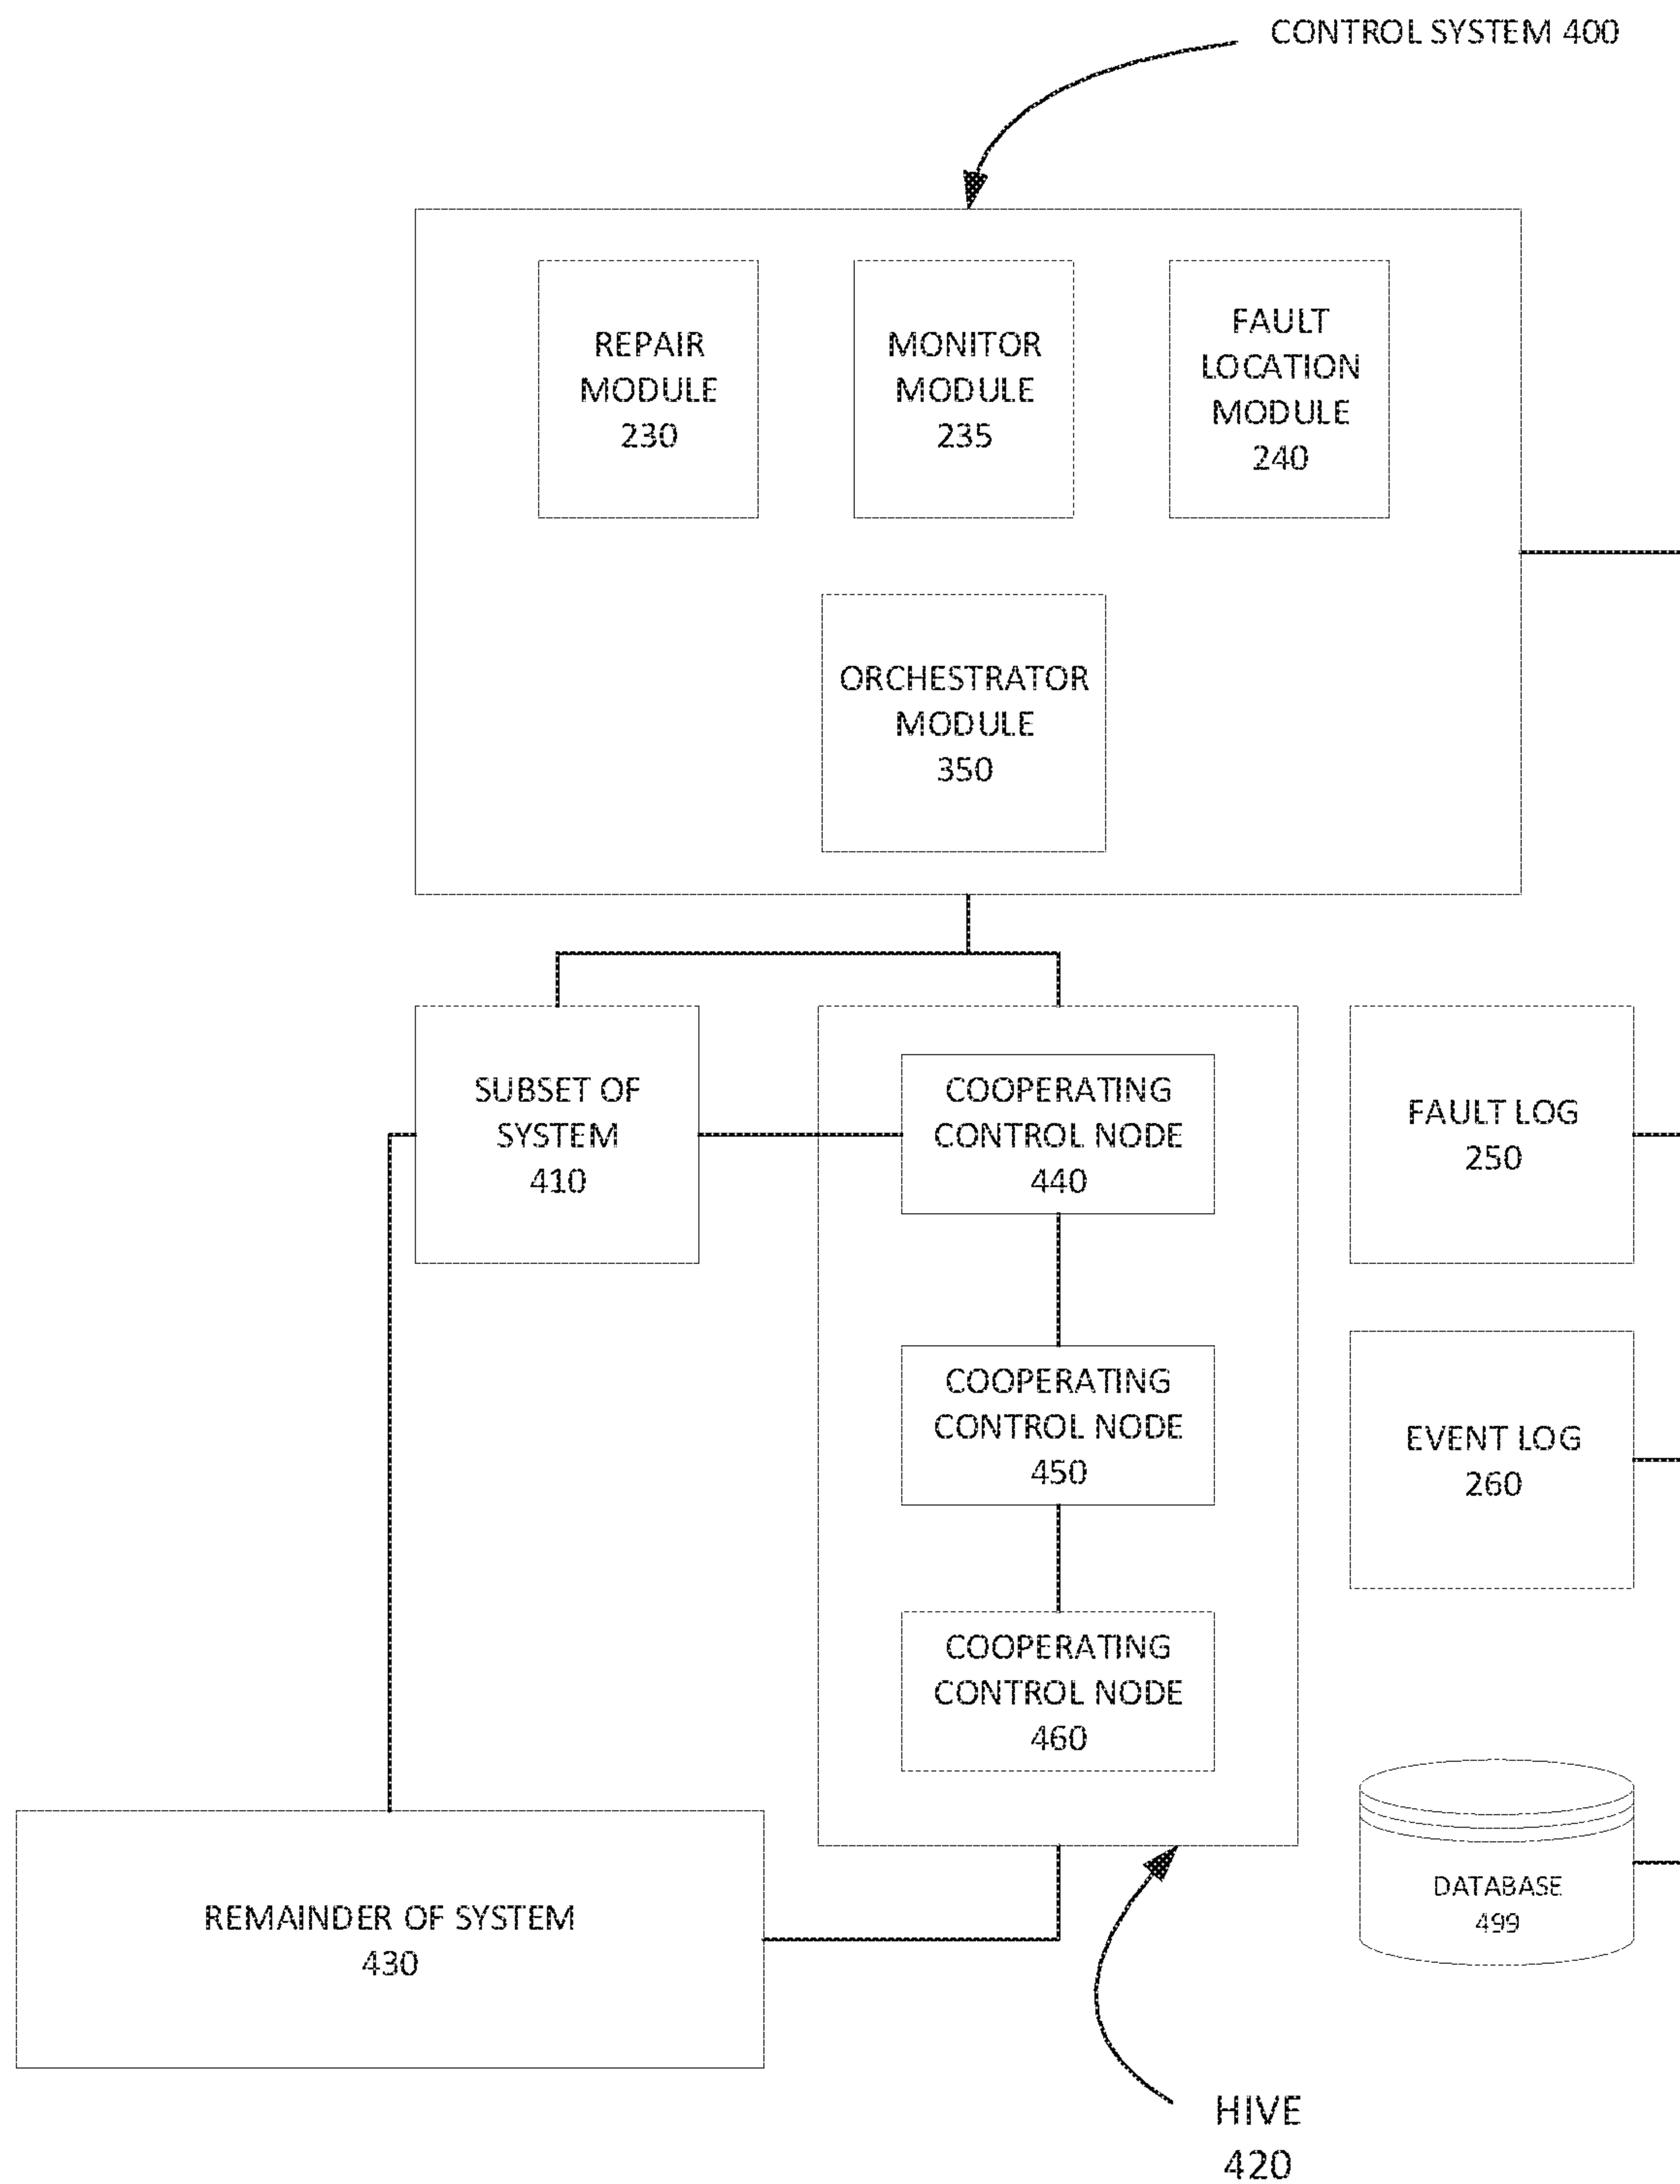 CONTROL SYSTEM 400
REPAIR
MODULE
230
MONITOR
MODULE
235
FAULT
LOCATION
MODULE
240
ORCHESTRATOR
MODULE
350
SUBSET OF
SYSTEM
410
COOPERATING
CONTROL NODE
440
FAULT LOG
250
COOPERATING
CONTROL NODE
450
EVENT LOG
260
COOPERATING
CONTROL NODE
460
DATABASE
499
REMAINDER OF SYSTEM
430
HIVE
420